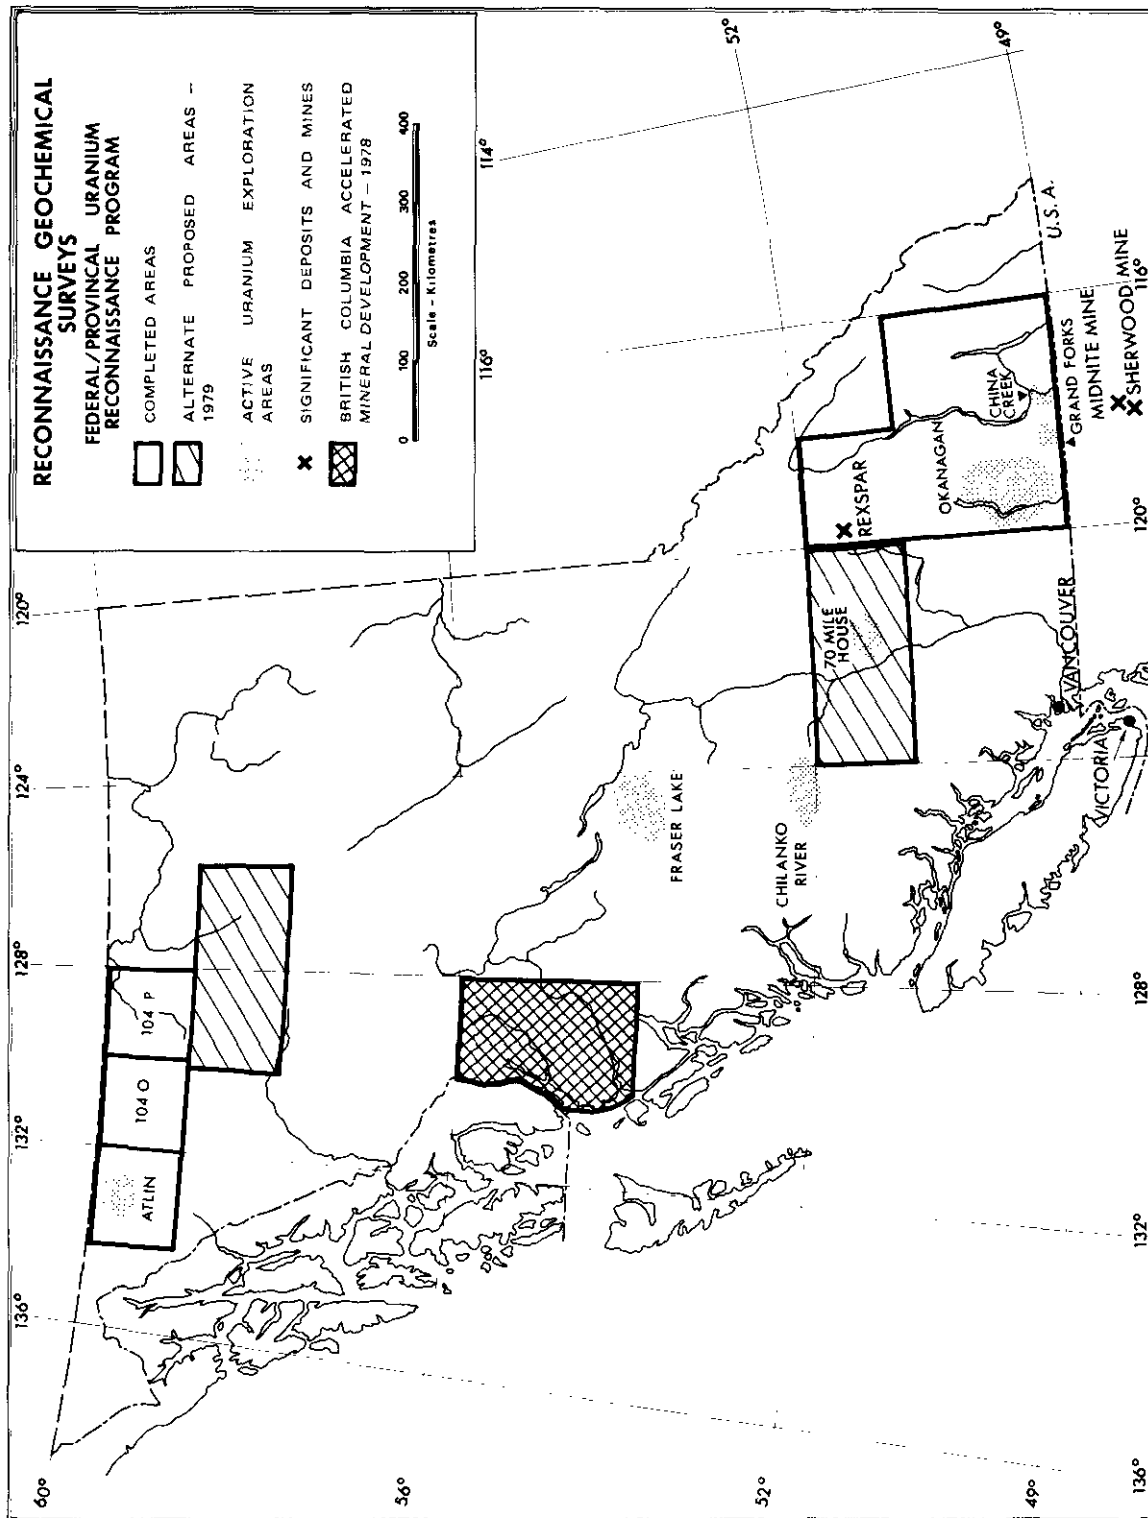 RECONNAISSANCE GEOCHEMICAL
SURVEYS
FEDERAL/PROVINCAL URANIUM
RECONNAISSANCE PROGRAM
COMPLETED AREAS
ALTERNATE PROPOSED AREAS –
1979
ACTIVE URANIUM EXPLORATION
AREAS
SIGNIFICANT DEPOSITS AND MINES
BRITISH COLUMBIA ACCELERATED
MINERAL DEVELOPMENT – 1978
0 100 200 300 400
Scale – Kilometres
60°
136°
132°
128°
124°
120°
ATLIN
104 O
104 P
56°
116°
114°
FRASER LAKE
CHILANKO
RIVER
70 MILE
HOUSE
REXSPAR
OKANAGAN
CHINA
CREEK
52°
52°
GRAND FORKS
MIDNITE MINE
SHERWOOD MINE
U.S.A.
VANCOUVER
VICTORIA
49°
49°
136°
132°
128°
120°
116°